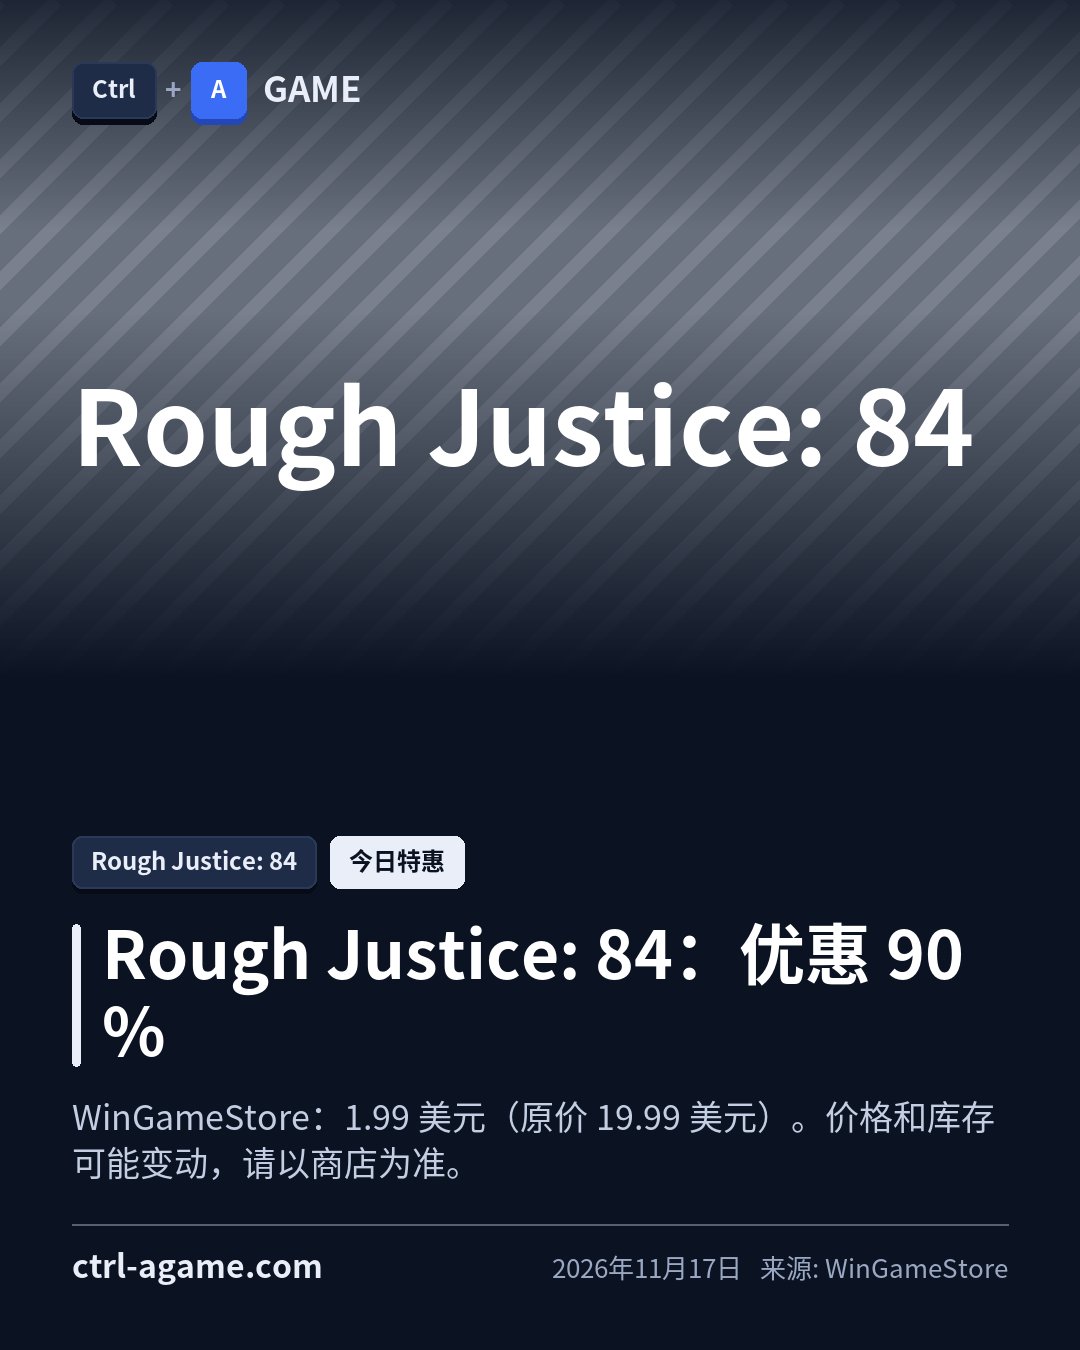 Ctrl + A GAME
Rough Justice: 84
Rough Justice: 84 今日特惠
Rough Justice: 84：优惠 90
%
WinGameStore：1.99 美元（原价 19.99 美元）。价格和库存
可能变动，请以商店为准。
ctrl-agame.com 2026年11月17日 来源: WinGameStore